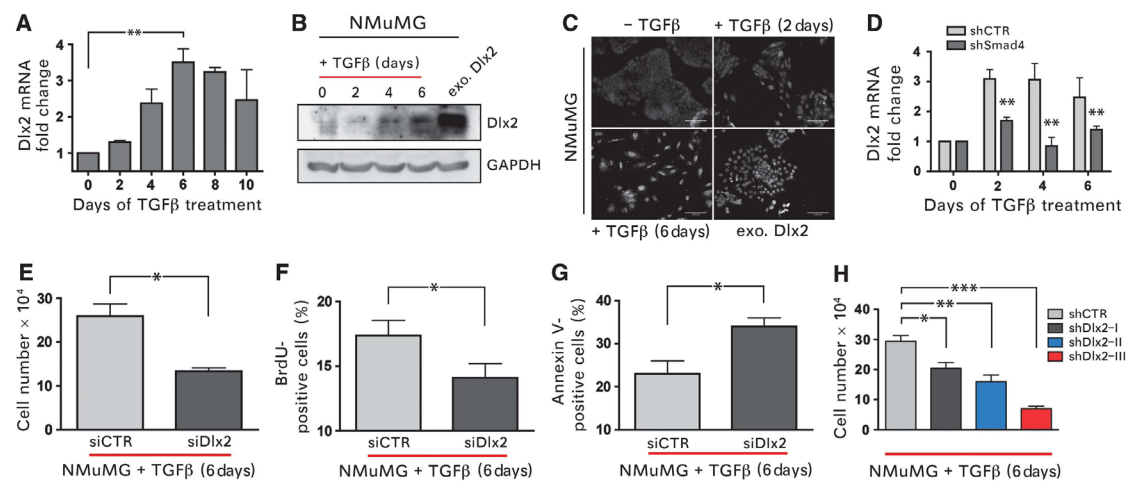 A
Dlx2 mRNA
fold change
**
4
3
2
1
0 2 4 6 8 10
Days of TGFβ treatment
B
NMuMG
+ TGFβ (days)
0 2 4 6 exo. Dlx2
Dlx2
GAPDH
C
NMuMG
− TGFβ + TGFβ (2 days)
+ TGFβ (6 days) exo. Dlx2
D
shCTR
shSmad4
Dlx2 mRNA
fold change
4
3
2
1
0
** ** **
0 2 4 6
Days of TGFβ treatment
E
Cell number × 10⁴
*
30
20
10
0
siCTR siDlx2
NMuMG + TGFβ (6 days)
F
BrdU-
positive cells (%)
*
20
15
10
siCTR siDlx2
NMuMG + TGFβ (6 days)
G
Annexin V-
positive cells (%)
*
40
30
20
10
siCTR siDlx2
NMuMG + TGFβ (6 days)
H
Cell number × 10⁴
***
**
*
40
30
20
10
0
shCTR
shDlx2–I
shDlx2–II
shDlx2–III
NMuMG + TGFβ (6 days)